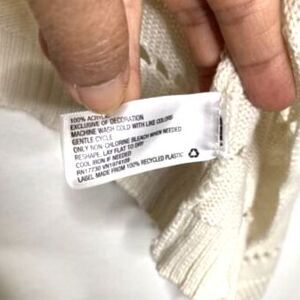 100% ACRYLIC
EXCLUSIVE OF DECORATION
MACHINE WASH COLD WITH LIKE COLORS
GENTLE CYCLE
ONLY NON-CHLORINE BLEACH WHEN NEEDED
RESHAPE, LAY FLAT TO DRY
COOL IRON IF NEEDED
RN17730
LABEL MADE FROM 100% RECYCLED PLASTIC